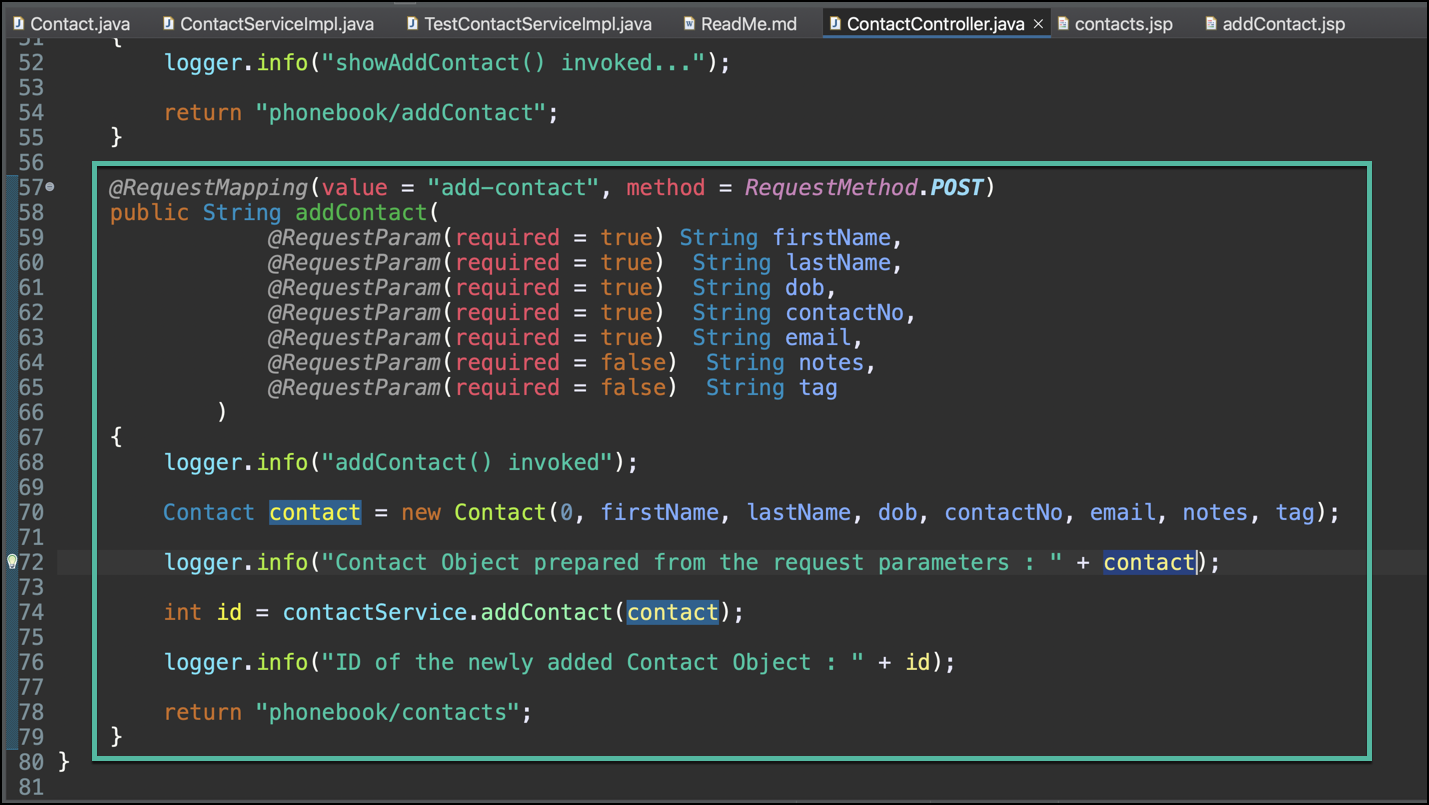 Contact.java ContactServiceImpl.java TestContactServiceImpl.java ReadMe.md ContactController.java × contacts.jsp addContact.jsp
51 {
52 logger.info("showAddContact() invoked...");
53
54 return "phonebook/addContact";
55 }
56
57 @RequestMapping(value = "add-contact", method = RequestMethod.POST)
58 public String addContact(
59 @RequestParam(required = true) String firstName,
60 @RequestParam(required = true) String lastName,
61 @RequestParam(required = true) String dob,
62 @RequestParam(required = true) String contactNo,
63 @RequestParam(required = true) String email,
64 @RequestParam(required = false) String notes,
65 @RequestParam(required = false) String tag
66 )
67 {
68 logger.info("addContact() invoked");
69
70 Contact contact = new Contact(0, firstName, lastName, dob, contactNo, email, notes, tag);
71
72 logger.info("Contact Object prepared from the request parameters : " + contact);
73
74 int id = contactService.addContact(contact);
75
76 logger.info("ID of the newly added Contact Object : " + id);
77
78 return "phonebook/contacts";
79 }
80 }
81